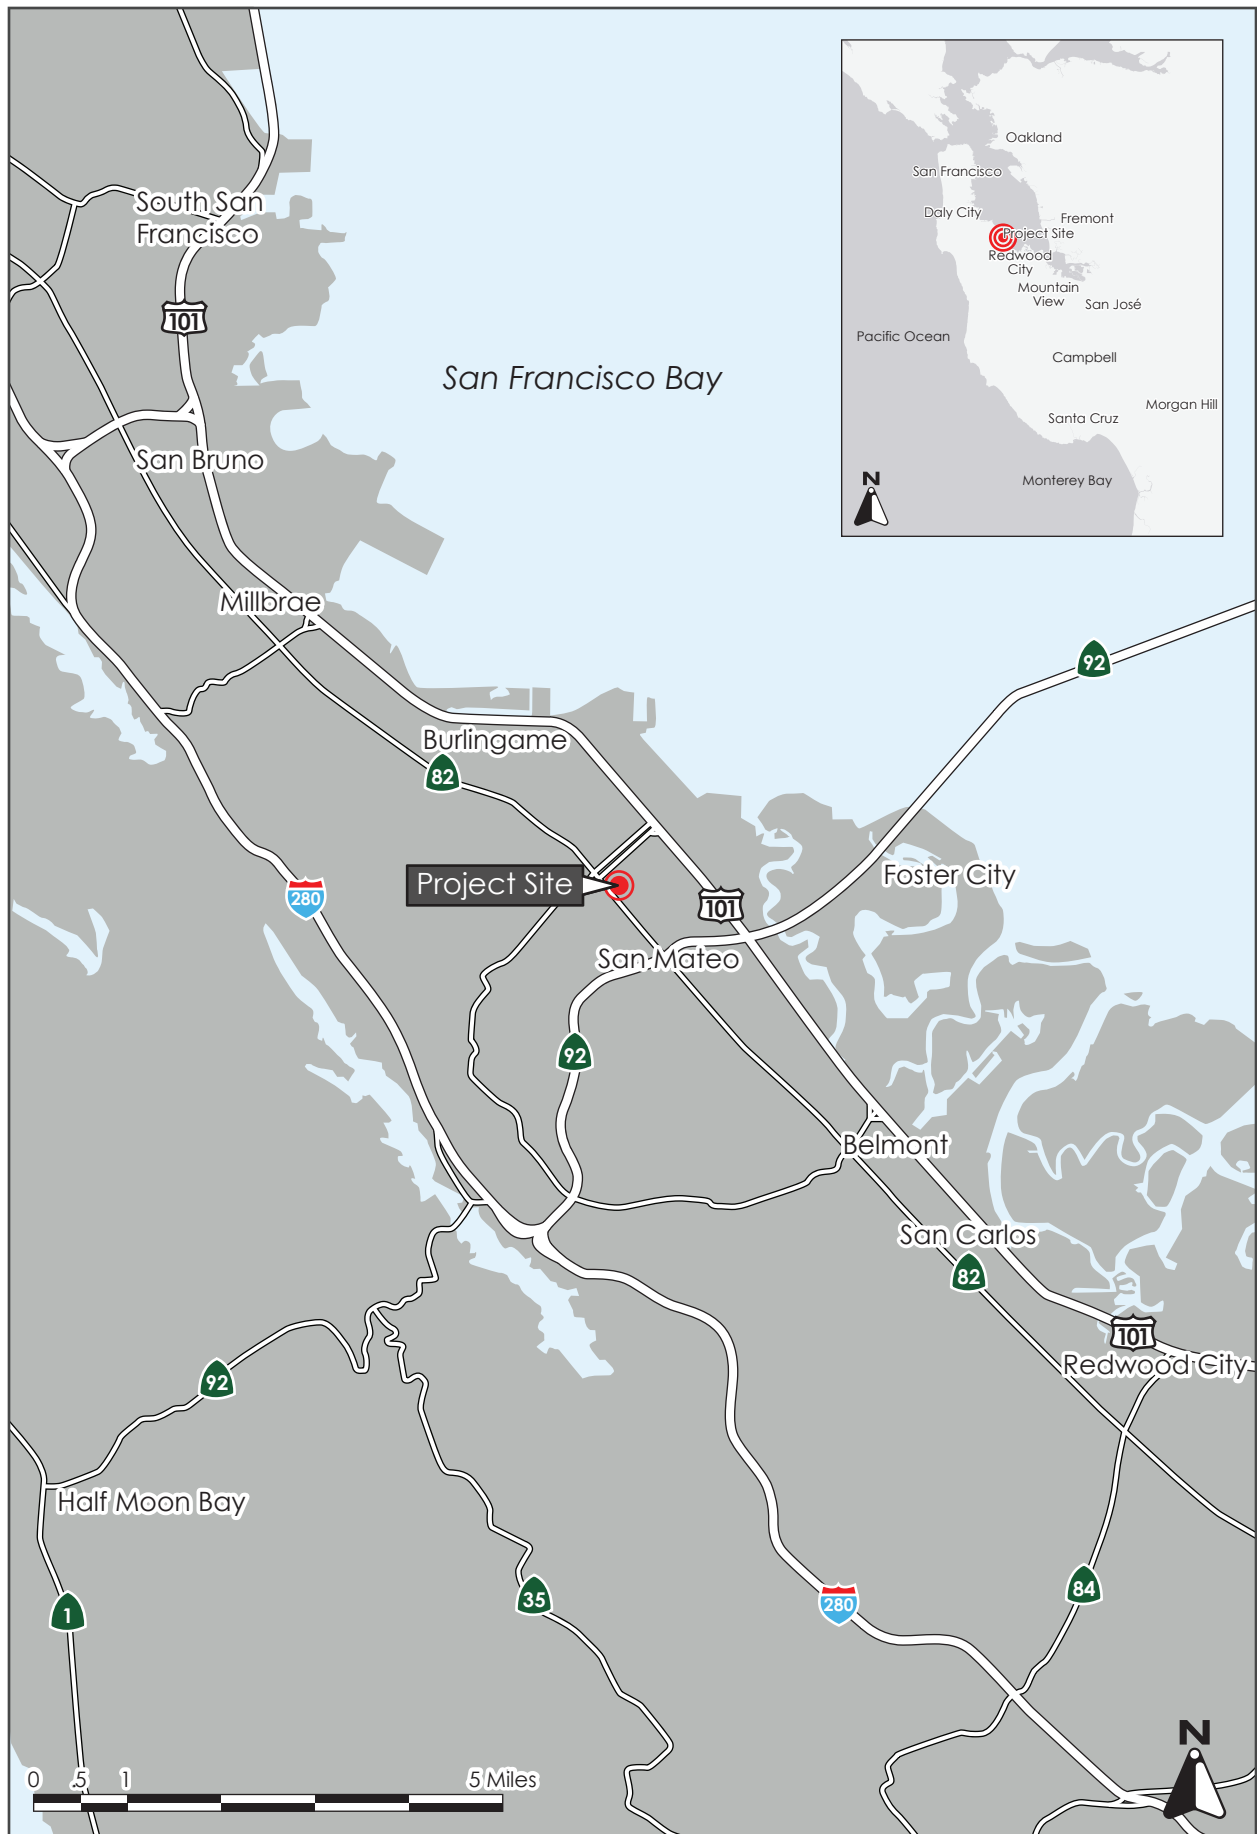 Oakland
San Francisco
Daly City
Fremont
Project Site
Redwood
City
Mountain
View
San José
Pacific Ocean
Campbell
Morgan Hill
Santa Cruz
Monterey Bay
N
South San
Francisco
101
San Francisco Bay
San Bruno
Millbrae
92
Burlingame
82
Project Site
280
101
Foster City
San Mateo
92
Belmont
San Carlos
82
101
Redwood City
92
Half Moon Bay
35
280
84
1
N
0 .5 1 5 Miles